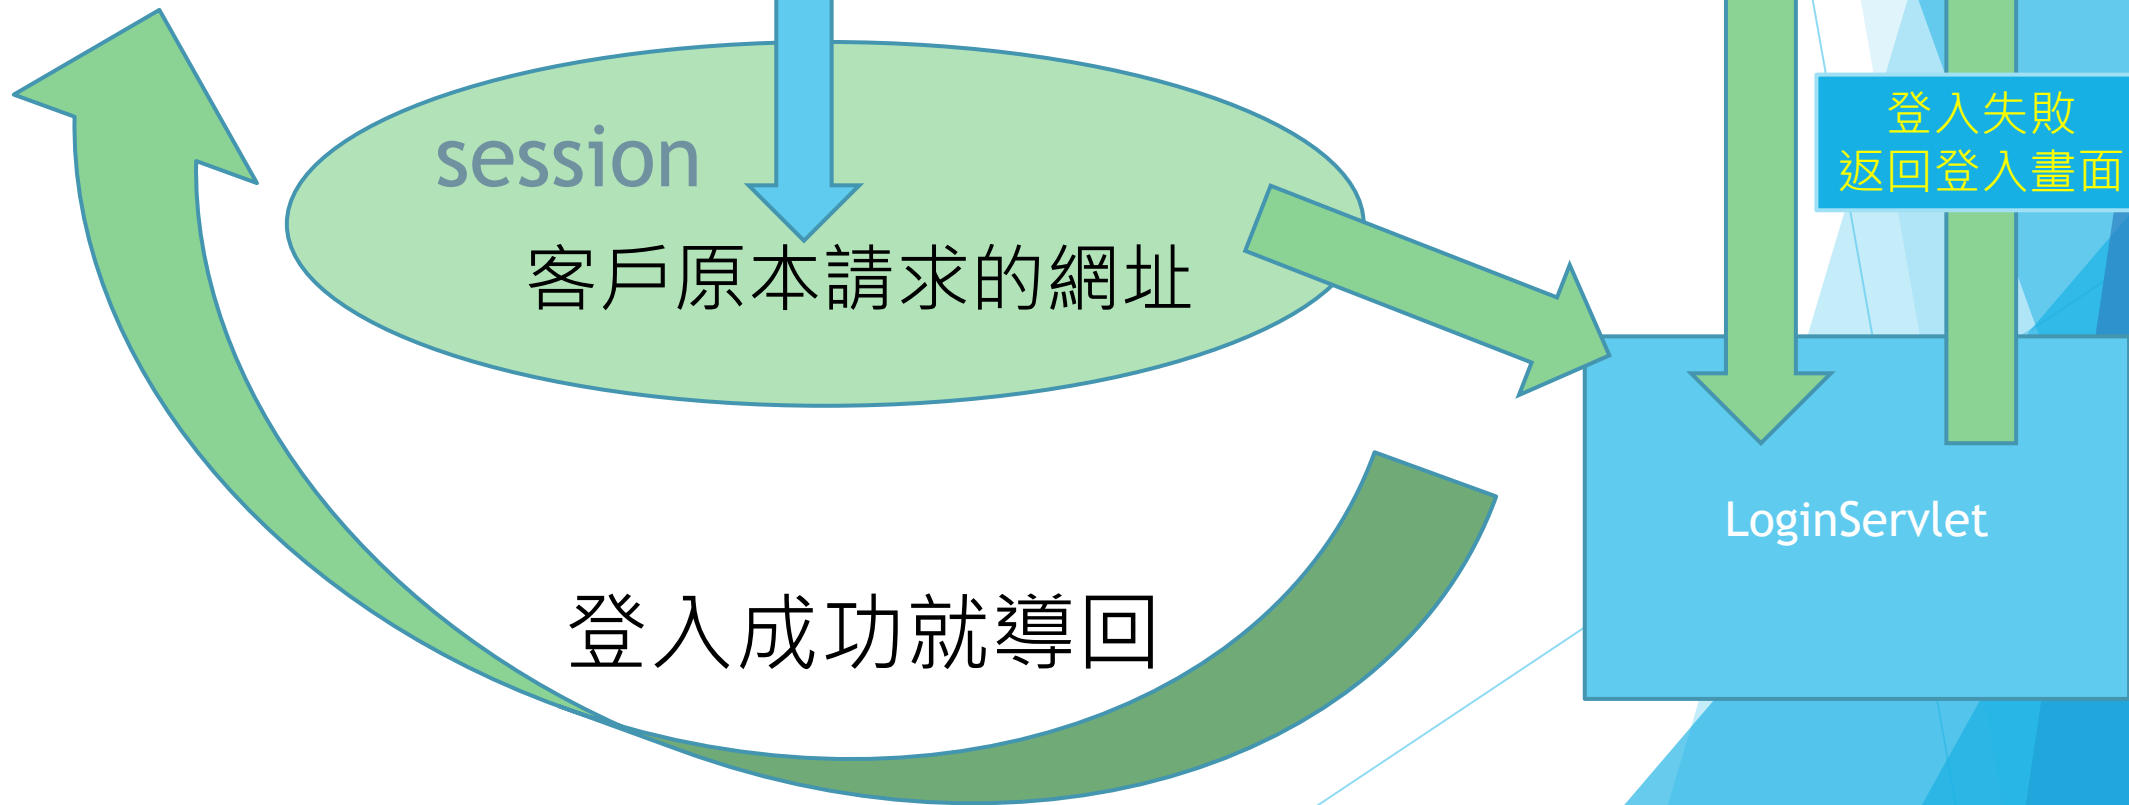 登入失敗
返回登入畫面
session
客戶原本請求的網址
LoginServlet
登入成功就導回